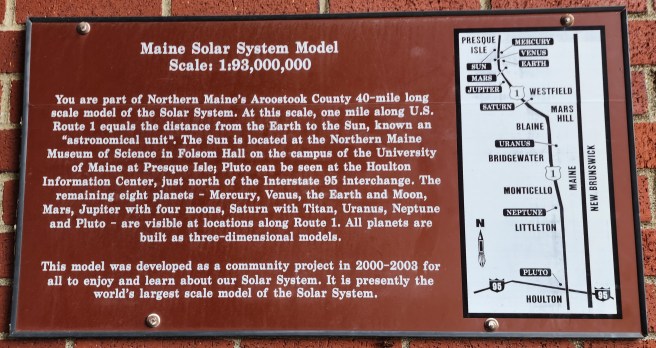 Maine Solar System Model
Scale: 1:93,000,000
You are part of Northern Maine's Aroostook County 40-mile long
scale model of the Solar System. At this scale, one mile along U.S.
Route 1 equals the distance from the Earth to the Sun, known an
"astronomical unit". The Sun is located at the Northern Maine
Museum of Science in Folsom Hall on the campus of the University
of Maine at Presque Isle; Pluto can be seen at the Houlton
Information Center, just north of the Interstate 95 interchange. The
remaining eight planets - Mercury, Venus, the Earth and Moon,
Mars, Jupiter with four moons, Saturn with Titan, Uranus, Neptune
and Pluto - are visible at locations along Route 1. All planets are
built as three-dimensional models.
This model was developed as a community project in 2000-2003 for
all to enjoy and learn about our Solar System. It is presently the
world's largest scale model of the Solar System.
PRESQUE
ISLE
MERCURY
VENUS
EARTH
SUN
MARS
JUPITER
1
WESTFIELD
SATURN
MARS
HILL
BLAINE
URANUS
BRIDGEWATER
1
MONTICELLO
MAINE
NEW BRUNSWICK
NEPTUNE
LITTLETON
N
PLUTO
95
HOULTON
95